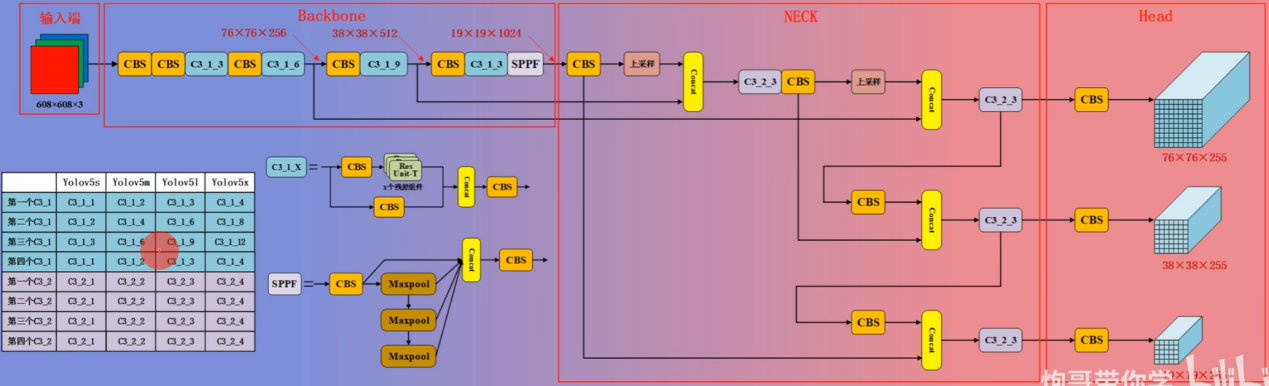 输入端
Backbone
NECK
Head
76×76×256
38×38×512
19×19×1024
608×608×3
CBS CBS C3_1_3 CBS C3_1_6 CBS C3_1_9 CBS C3_1_3 SPPF CBS 上采样 Concat C3_2_3 CBS 上采样 Concat C3_2_3 CBS
76×76×255
C3_1_X = CBS Res Unit-T Concat CBS
x个残差组件
CBS
CBS Concat C3_2_3 CBS
38×38×255
SPPF = CBS Maxpool Concat CBS
Maxpool
Maxpool
CBS Concat C3_2_3 CBS
19×19×255
Yolov5s Yolov5m Yolov5l Yolov5x
第一个C3_1 C3_1_1 C3_1_2 C3_1_3 C3_1_4
第二个C3_1 C3_1_2 C3_1_4 C3_1_6 C3_1_8
第三个C3_1 C3_1_3 C3_1_6 C3_1_9 C3_1_12
第四个C3_1 C3_1_1 C3_1_2 C3_1_3 C3_1_4
第一个C3_2 C3_2_1 C3_2_2 C3_2_3 C3_2_4
第二个C3_2 C3_2_1 C3_2_2 C3_2_3 C3_2_4
第三个C3_2 C3_2_1 C3_2_2 C3_2_3 C3_2_4
第四个C3_2 C3_2_1 C3_2_2 C3_2_3 C3_2_4
炮哥带你学